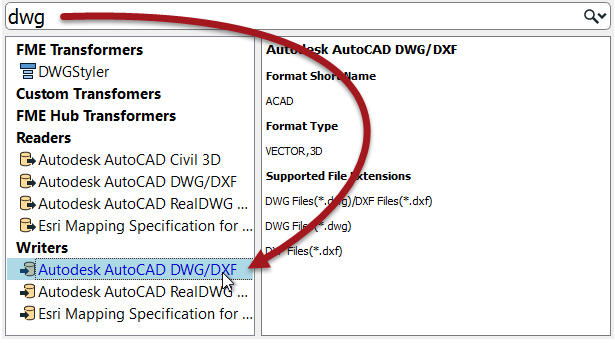 dwg
FME Transformers
DWGStyler
Custom Transfomers
FME Hub Transformers
Readers
Autodesk AutoCAD Civil 3D
Autodesk AutoCAD DWG/DXF
Autodesk AutoCAD RealDWG ...
Esri Mapping Specification for ...
Writers
Autodesk AutoCAD DWG/DXF
Autodesk AutoCAD RealDWG ...
Esri Mapping Specification for ...
Autodesk AutoCAD DWG/DXF
Format Short Name
ACAD
Format Type
VECTOR,3D
Supported File Extensions
DWG Files(*.dwg)/DXF Files(*.dxf)
DWG Files(*.dwg)
DXF Files(*.dxf)